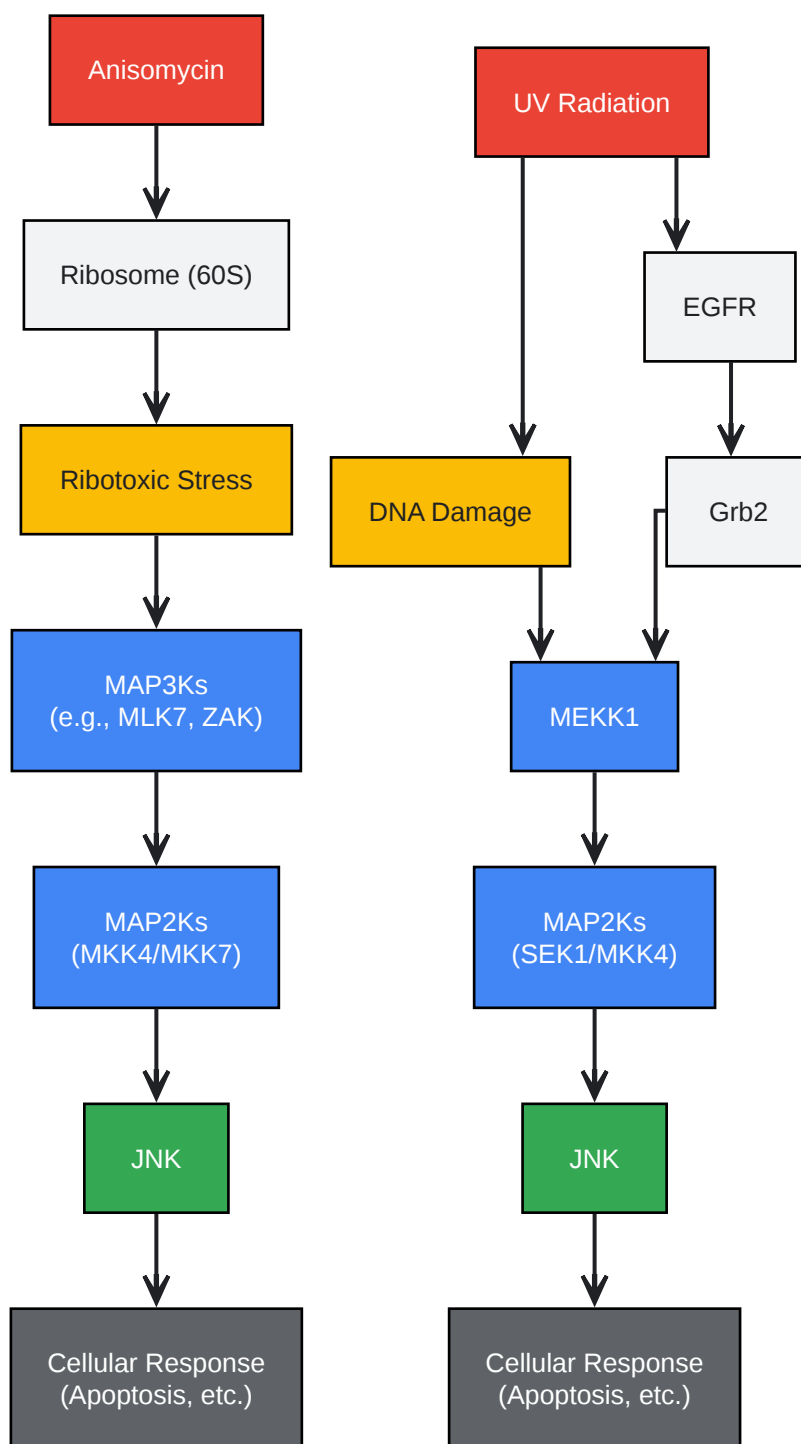 Anisomycin
Ribosome (60S)
Ribotoxic Stress
MAP3Ks
(e.g., MLK7, ZAK)
MAP2Ks
(MKK4/MKK7)
JNK
Cellular Response
(Apoptosis, etc.)
UV Radiation
EGFR
DNA Damage
Grb2
MEKK1
MAP2Ks
(SEK1/MKK4)
JNK
Cellular Response
(Apoptosis, etc.)